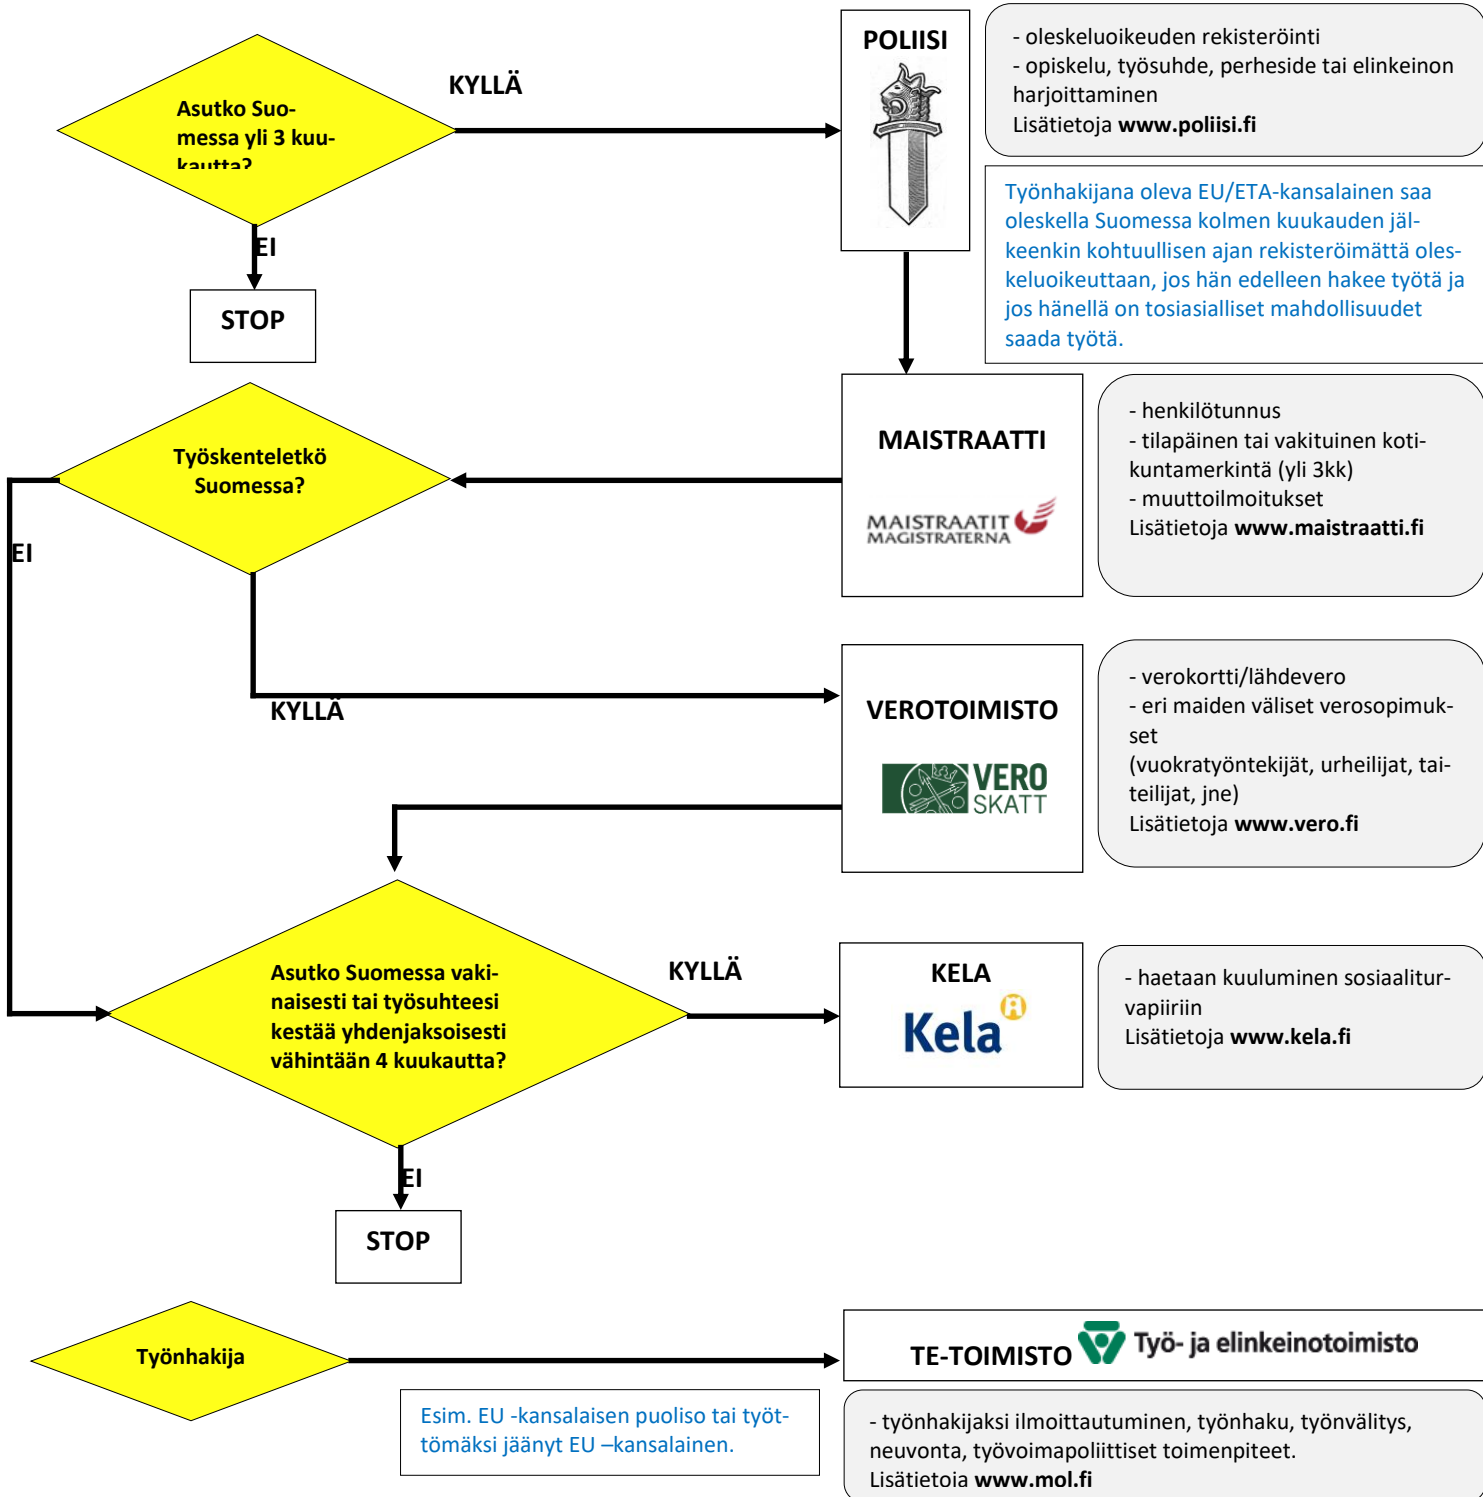 Asutko Suo-
messa yli 3 kuu-
kautta?
KYLLÄ
EI
STOP
POLIISI
- oleskeluoikeuden rekisteröinti
- opiskelu, työsuhde, perheside tai elinkeinon
harjoittaminen
Lisätietoja www.poliisi.fi
Työnhakijana oleva EU/ETA-kansalainen saa
oleskella Suomessa kolmen kuukauden jäl-
keenkin kohtuullisen ajan rekisteröimättä oles-
keluoikeuttaan, jos hän edelleen hakee työtä ja
jos hänellä on tosiasialliset mahdollisuudet
saada työtä.
MAISTRAATTI
MAISTRAATIT
MAGISTRATERNA
- henkilötunnus
- tilapäinen tai vakituinen koti-
kuntamerkintä (yli 3kk)
- muuttoilmoitukset
Lisätietoja www.maistraatti.fi
Työskenteletkö
Suomessa?
EI
KYLLÄ
VEROTOIMISTO
VERO
SKATT
- verokortti/lähdevero
- eri maiden väliset verosopimuk-
set
(vuokratyöntekijät, urheilijat, tai-
teilijat, jne)
Lisätietoja www.vero.fi
Asutko Suomessa vaki-
naisesti tai työsuhteesi
kestää yhdenjaksoisesti
vähintään 4 kuukautta?
KYLLÄ
EI
STOP
KELA
Kela
- haetaan kuuluminen sosiaalitur-
vapiiriin
Lisätietoja www.kela.fi
Työnhakija
TE-TOIMISTO Työ- ja elinkeinotoimisto
Esim. EU -kansalaisen puoliso tai työt-
tömäksi jäänyt EU –kansalainen.
- työnhakijaksi ilmoittautuminen, työnhaku, työnvälitys,
neuvonta, työvoimapoliittiset toimenpiteet.
Lisätietoja www.mol.fi